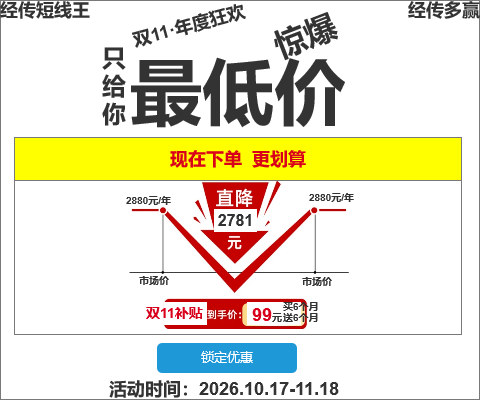 经传短线王
经传多赢
双11·年度狂欢
惊爆
只给你
最低价
现在下单 更划算
2880元/年
直降
2880元/年
2781
元
市场价
市场价
双11补贴
到手价:
99元
买6个月
送6个月
锁定优惠
活动时间：2026.10.17-11.18